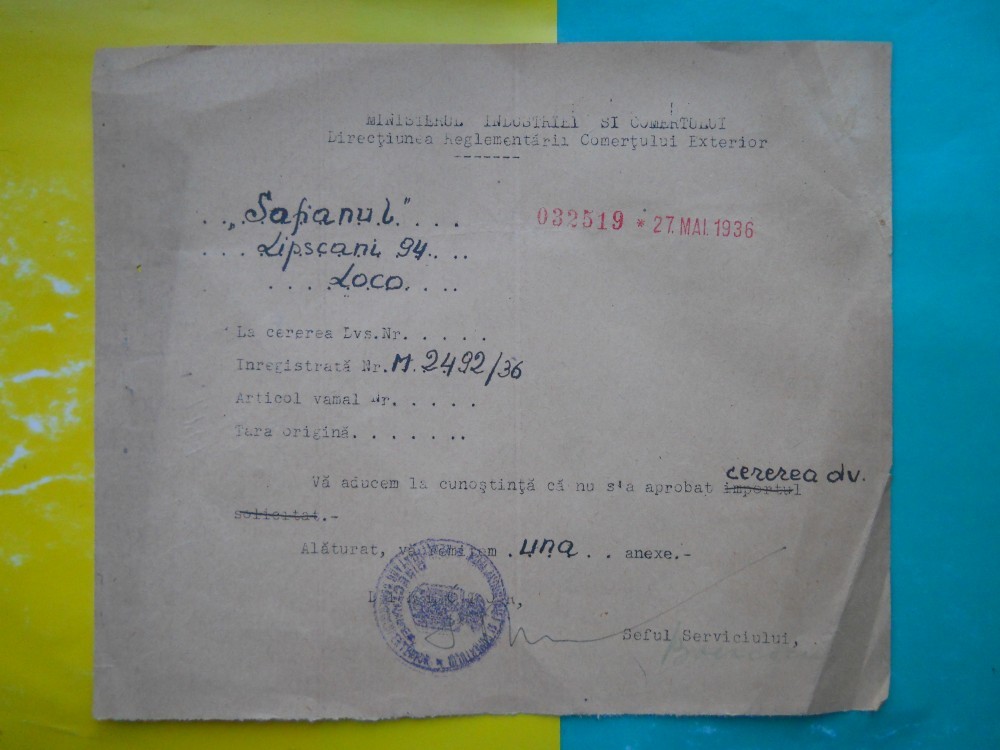 MINISTERUL INDUSTRIEI SI COMERTULUI
Direcţiunea Reglementării Comerţului Exterior
-------
. . „Safianul" . . .
032519 * 27. MAI. 1936
. . . Lipscani 94. . .
. . . . Loco. . . .
La cererea Dvs.Nr. . . . .
Inregistrată Nr. M. 2492/36
Articol vamal Nr. . . . .
Tara origină. . . . . . .
cererea dv.
Vă aducem la cunoştinţă că nu s'a aprobat importul
solicitat.-
Alăturat, vă remitem . una . . anexe.-
Seful Serviciului,